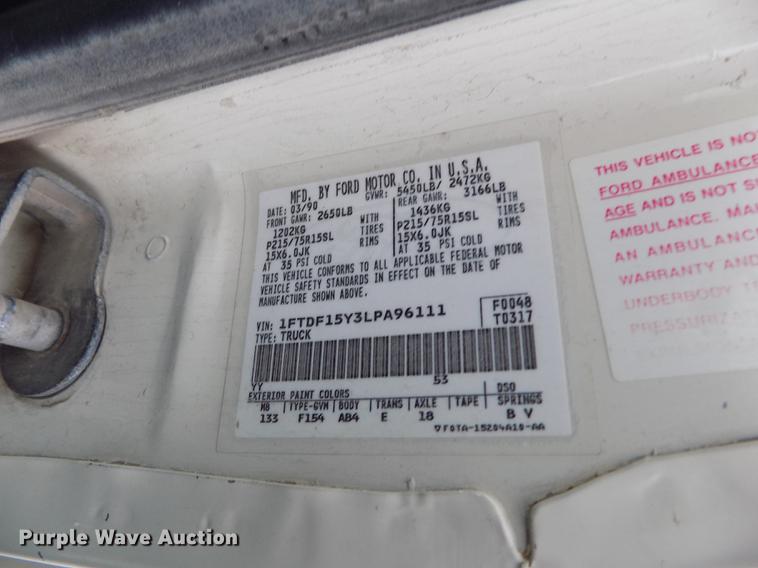 MFD. BY FORD MOTOR CO. IN U.S.A.
DATE: 03/90 GVWR: 5450LB/ 2472KG
FRONT GAWR: 2650LB REAR GAWR: 3166LB
1202KG WITH 1436KG WITH
P215/75R15SL TIRES P215/75R15SL TIRES
15X6.0JK RIMS 15X6.0JK RIMS
AT 35 PSI COLD AT 35 PSI COLD
THIS VEHICLE CONFORMS TO ALL APPLICABLE FEDERAL MOTOR
VEHICLE SAFETY STANDARDS IN EFFECT ON THE DATE OF
MANUFACTURE SHOWN ABOVE.
VIN: 1FTDF15Y3LPA96111 F0048
TYPE: TRUCK T0317
YY 53
EXTERIOR PAINT COLORS DSO
WB TYPE-GVW BODY TRANS AXLE TAPE SPRINGS
133 F154 AB4 E 18 B V
F0TA-15204A10-AA
THIS VEHICLE IS NO
FORD AMBULANCE
AGE AND IS NOT
AMBULANCE.
AN AMBULANC
WARRANTY AND
UNDERBODY
PRESSURIZAT
Purple Wave Auction